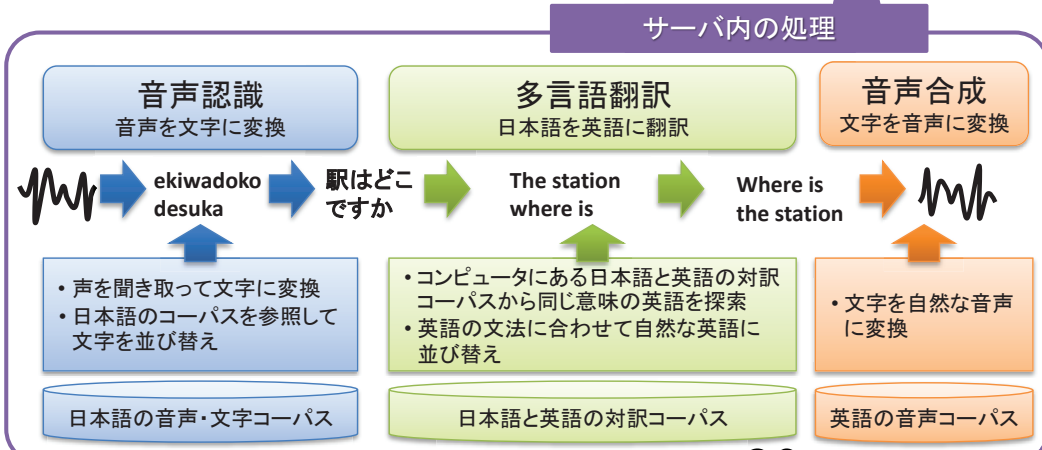 サーバ内の処理
音声認識
音声を文字に変換
多言語翻訳
日本語を英語に翻訳
音声合成
文字を音声に変換
ekiwadoko
desuka
駅はどこ
ですか
The station
where is
Where is
the station
・声を聞き取って文字に変換
・日本語のコーパスを参照して
文字を並び替え
・コンピュータにある日本語と英語の対訳
コーパスから同じ意味の英語を探索
・英語の文法に合わせて自然な英語に
並び替え
・文字を自然な音声
に変換
日本語の音声・文字コーパス
日本語と英語の対訳コーパス
英語の音声コーパス